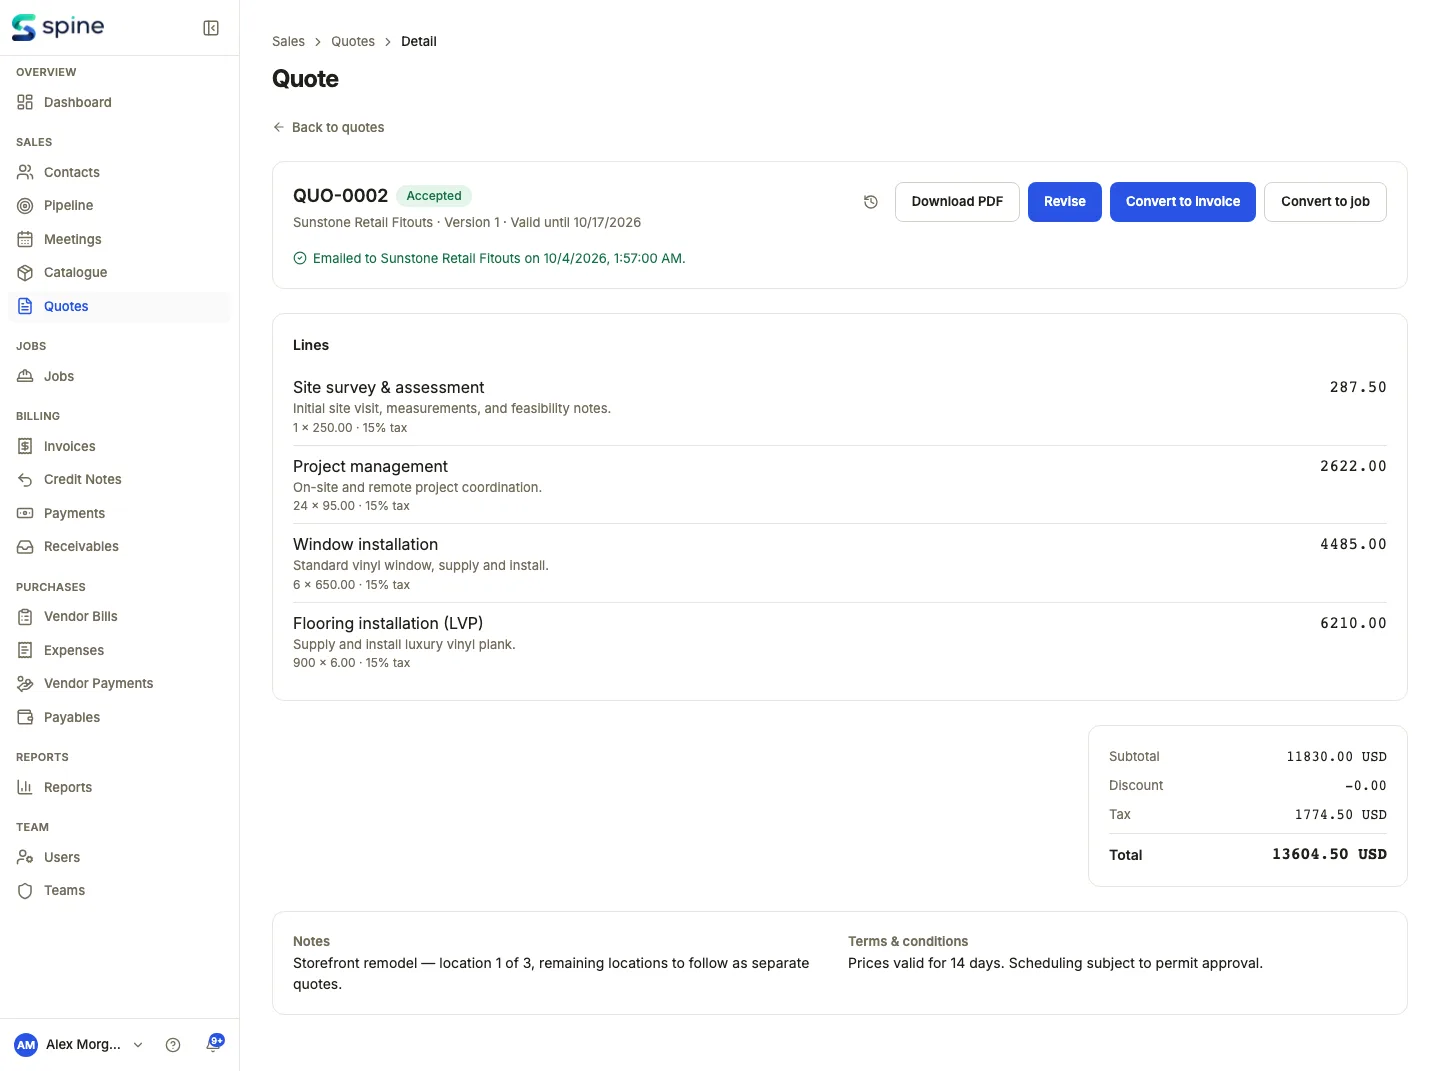 spine
OVERVIEW
Dashboard
SALES
Contacts
Pipeline
Meetings
Catalogue
Quotes
JOBS
Jobs
BILLING
Invoices
Credit Notes
Payments
Receivables
PURCHASES
Vendor Bills
Expenses
Vendor Payments
Payables
REPORTS
Reports
TEAM
Users
Teams
AM Alex Morg... 9+
Sales > Quotes > Detail
Quote
← Back to quotes
QUO-0002 Accepted
Sunstone Retail Fitouts · Version 1 · Valid until 10/17/2026
Emailed to Sunstone Retail Fitouts on 10/4/2026, 1:57:00 AM.
Download PDF Revise Convert to invoice Convert to job
Lines
Site survey & assessment 287.50
Initial site visit, measurements, and feasibility notes.
1 × 250.00 · 15% tax
Project management 2622.00
On-site and remote project coordination.
24 × 95.00 · 15% tax
Window installation 4485.00
Standard vinyl window, supply and install.
6 × 650.00 · 15% tax
Flooring installation (LVP) 6210.00
Supply and install luxury vinyl plank.
900 × 6.00 · 15% tax
Subtotal 11830.00 USD
Discount −0.00
Tax 1774.50 USD
Total 13604.50 USD
Notes
Storefront remodel — location 1 of 3, remaining locations to follow as separate
quotes.
Terms & conditions
Prices valid for 14 days. Scheduling subject to permit approval.